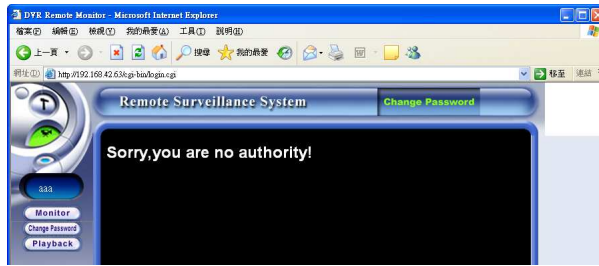 DVR Remote Monitor - Microsoft Internet Explorer
檔案(F) 編輯(E) 檢視(V) 我的最愛(A) 工具(T) 說明(H)
上一頁 搜尋 我的最愛
網址(D) http://192.168.42.63/cgi-bin/login.cgi 移至 連結
Remote Surveillance System Change Password
Sorry,you are no authority!
aaa
Monitor
Change Password
Playback